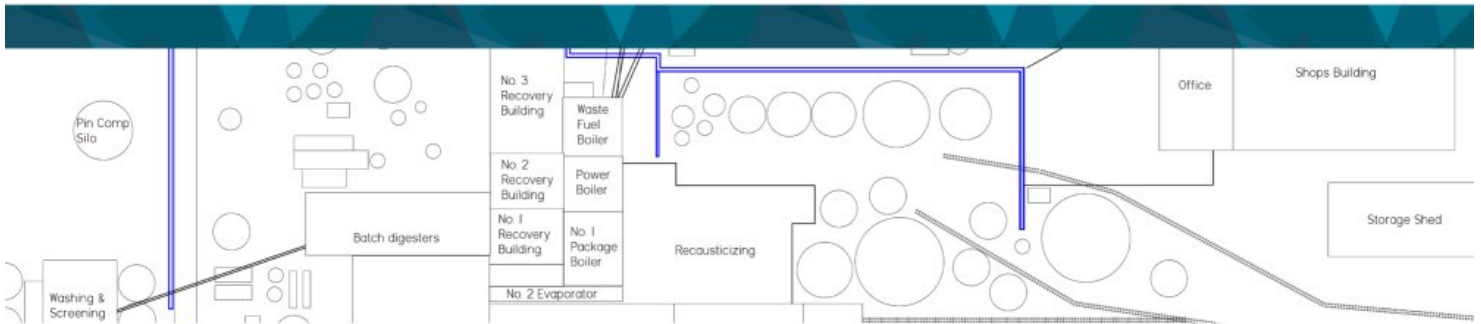 Pin Comp
Silo
No. 3
Recovery
Building
Waste
Fuel
Boiler
Office
Shops Building
No. 2
Recovery
Building
Power
Boiler
Batch digesters
No. 1
Recovery
Building
No. 1
Package
Boiler
Recausticizing
Storage Shed
Washing &
Screening
No. 2 Evaporator